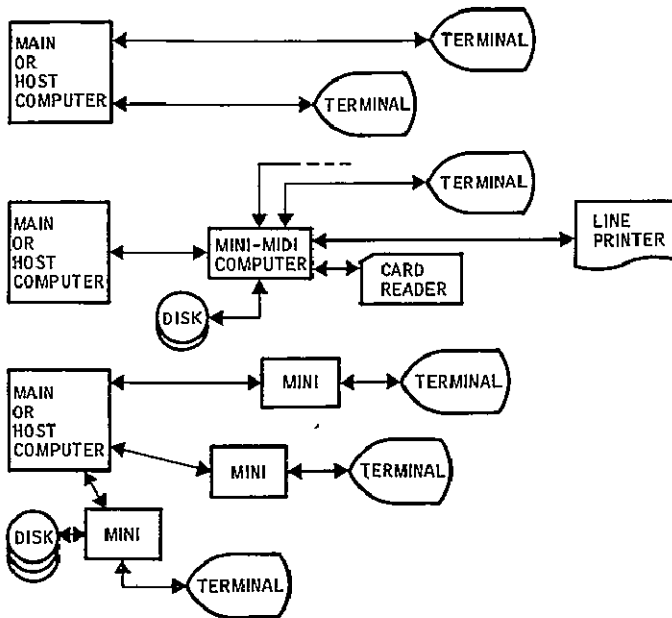 MAIN
OR
HOST
COMPUTER
TERMINAL
TERMINAL
MAIN
OR
HOST
COMPUTER
MINI-MIDI
COMPUTER
TERMINAL
LINE
PRINTER
CARD
READER
DISK
MAIN
OR
HOST
COMPUTER
MINI
TERMINAL
MINI
TERMINAL
DISK
MINI
TERMINAL